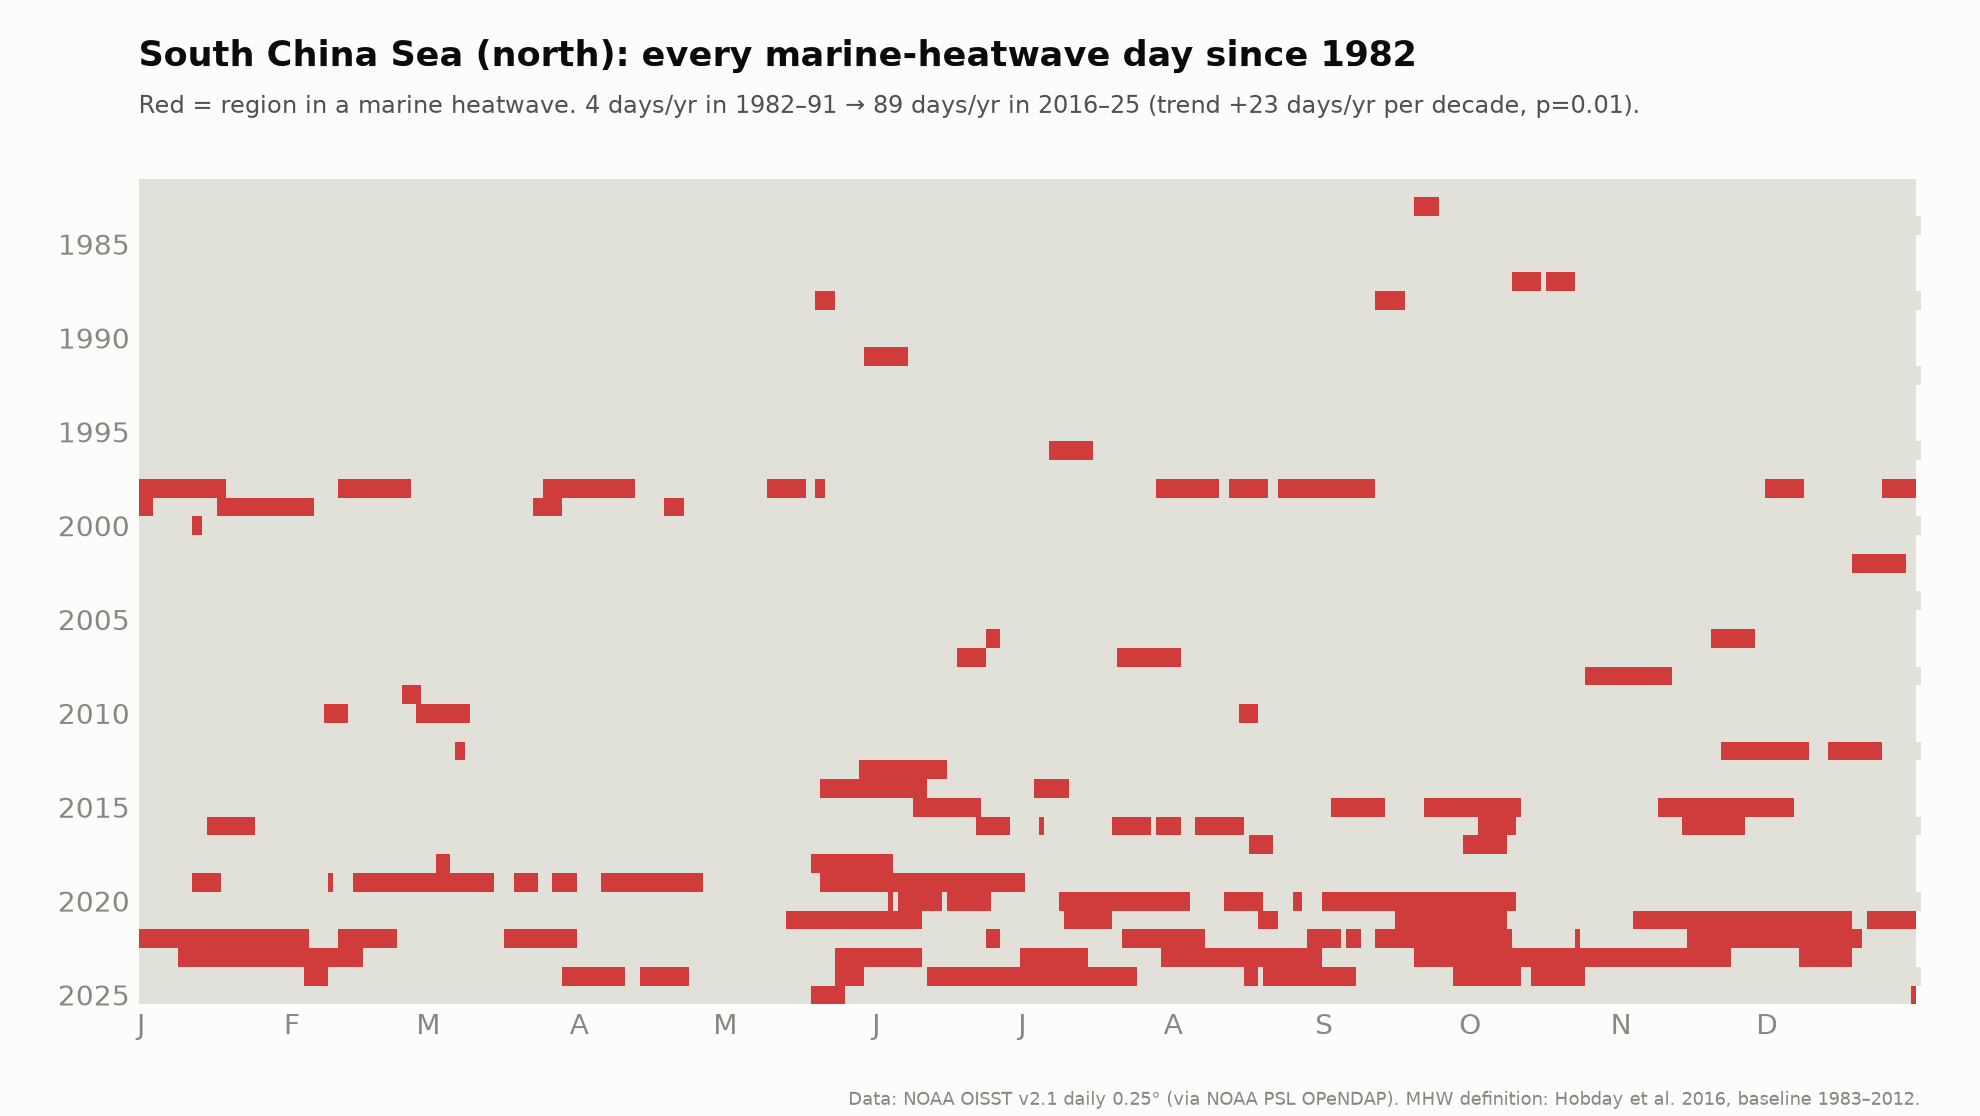 South China Sea (north): every marine-heatwave day since 1982
Red = region in a marine heatwave. 4 days/yr in 1982–91 → 89 days/yr in 2016–25 (trend +23 days/yr per decade, p=0.01).
1985
1990
1995
2000
2005
2010
2015
2020
2025
J F M A M J J A S O N D
Data: NOAA OISST v2.1 daily 0.25° (via NOAA PSL OPeNDAP). MHW definition: Hobday et al. 2016, baseline 1983–2012.